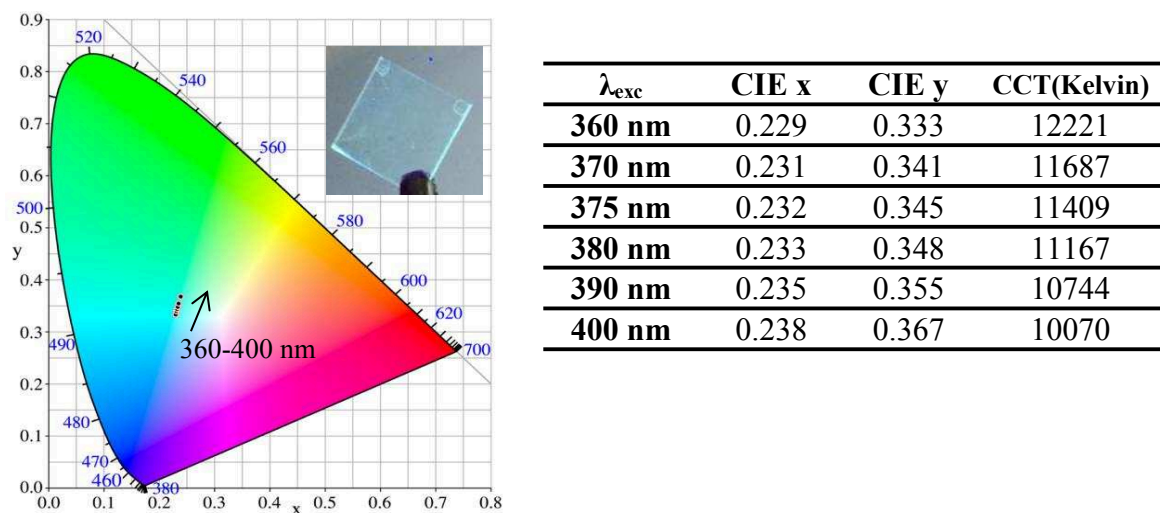 0.9
0.8
0.7
0.6
0.5
y
0.4
0.3
0.2
0.1
0.0
0.0 0.1 0.2 0.3 0.4 0.5 0.6 0.7 0.8
x
520
540
560
580
600
620
700
500
490
480
470
460
380
360-400 nm
λexc CIE x CIE y CCT(Kelvin)
360 nm 0.229 0.333 12221
370 nm 0.231 0.341 11687
375 nm 0.232 0.345 11409
380 nm 0.233 0.348 11167
390 nm 0.235 0.355 10744
400 nm 0.238 0.367 10070